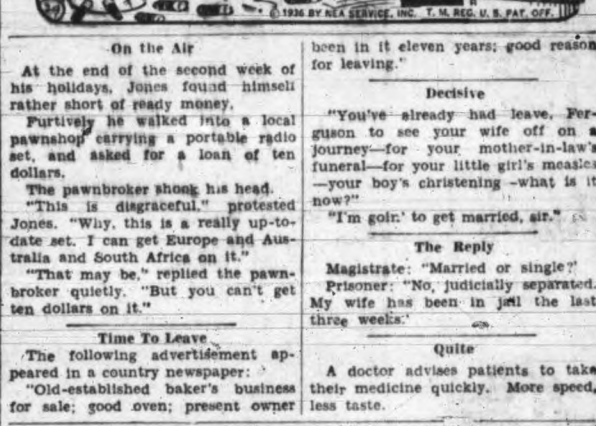 © 1936 BY NEA SERVICE, INC. T. M. REG. U. S. PAT. OFF.
On the Air
At the end of the second week of
his holidays, Jones found himself
rather short of ready money.
Furtively he walked into a local
pawnshop carrying a portable radio
set, and asked for a loan of ten
dollars.
The pawnbroker shook his head.
"This is disgraceful," protested
Jones. "Why, this is a really up-to-
date set. I can get Europe and Aus-
tralia and South Africa on it."
"That may be," replied the pawn-
broker quietly. "But you can't get
ten dollars on it."
Time To Leave
The following advertisement ap-
peared in a country newspaper:
"Old-established baker's business
for sale; good oven; present owner
been in it eleven years; good reason
for leaving."
Decisive
"You've already had leave, Fer-
guson to see your wife off on a
journey—for your mother-in-law's
funeral—for your little girl's measles
—your boy's christening -what is it
now?"
"I'm goin' to get married, sir."
The Reply
Magistrate: "Married or single?'
Prisoner: "No, judicially separated.
My wife has been in jail the last
three weeks.'
Quite
A doctor advises patients to take
their medicine quickly. More speed,
less taste.